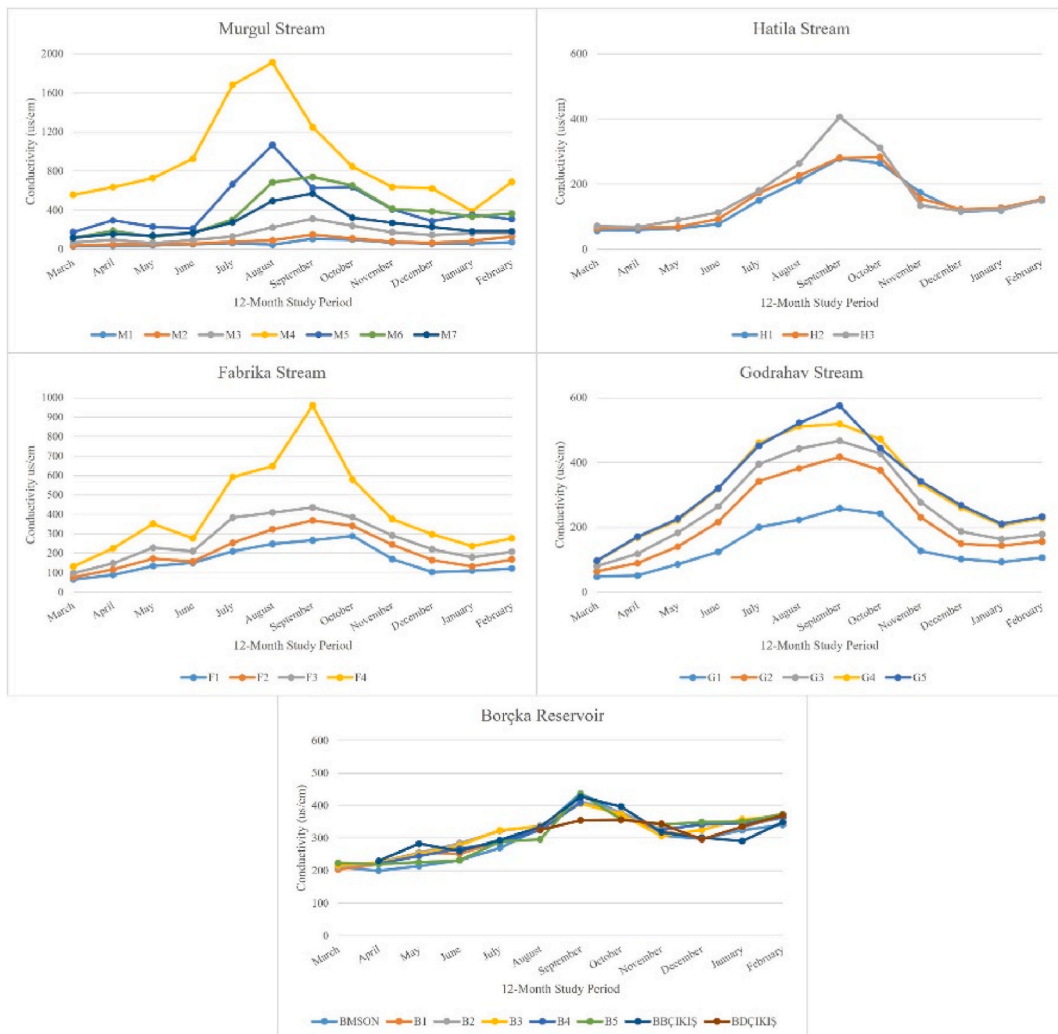 Murgul Stream
2000
1600
1200
800
400
0
Conductivity (us/cm)
March April May June July August September October November December January February
12-Month Study Period
M1 M2 M3 M4 M5 M6 M7
Hatila Stream
600
400
200
0
Conductivity (us/cm)
March April May June July August September October November December January February
12-Month Study Period
H1 H2 H3
Fabrika Stream
1000
900
800
700
600
500
400
300
200
100
0
Conductivity us/cm
March April May June July August September October November December January February
12-Month Study Period
F1 F2 F3 F4
Godrahav Stream
600
400
200
0
Conductivity (us/cm)
March April May June July August September October November December January February
12-Month Study Period
G1 G2 G3 G4 G5
Borçka Reservoir
600
500
400
300
200
100
0
Conductivity (us/cm)
March April May June July August September October November December January February
12-Month Study Period
BMSON B1 B2 B3 B4 B5 BBÇIKIŞ BDÇIKIŞ